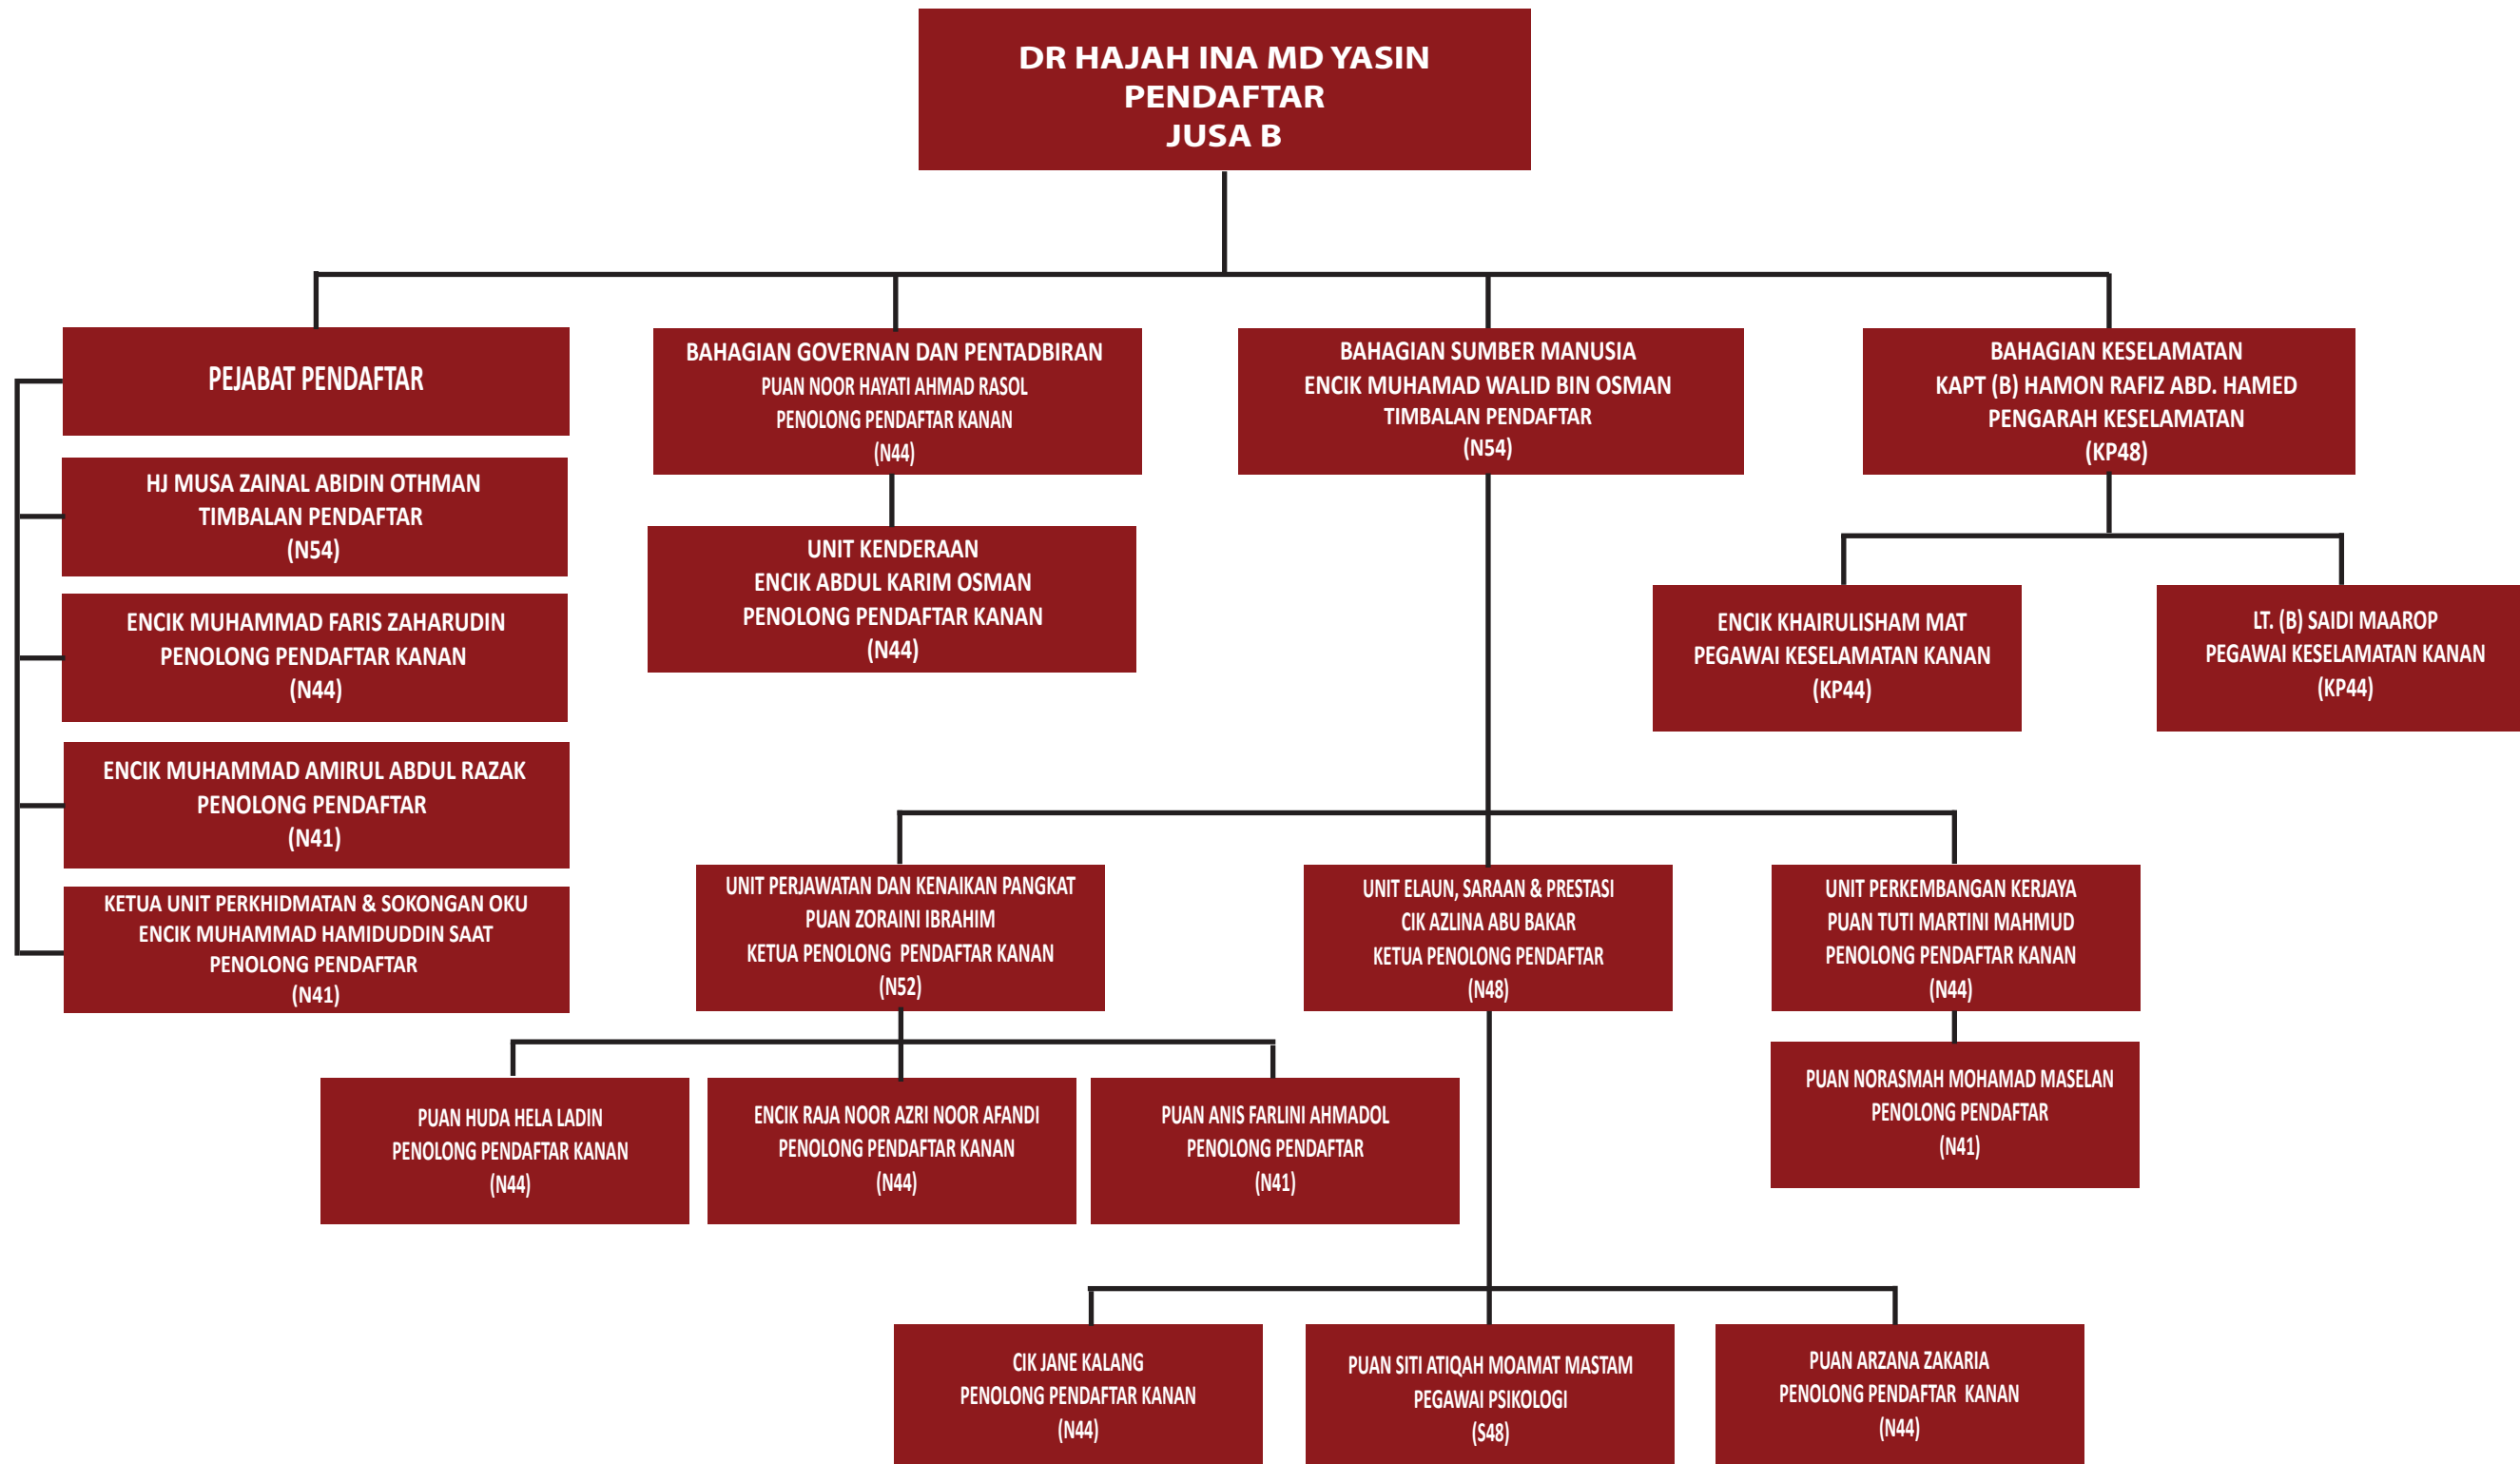 DR HAJAH INA MD YASIN
PENDAFTAR
JUSA B
PEJABAT PENDAFTAR
HJ MUSA ZAINAL ABIDIN OTHMAN
TIMBALAN PENDAFTAR
(N54)
ENCIK MUHAMMAD FARIS ZAHARUDIN
PENOLONG PENDAFTAR KANAN
(N44)
ENCIK MUHAMMAD AMIRUL ABDUL RAZAK
PENOLONG PENDAFTAR
(N41)
KETUA UNIT PERKHIDMATAN & SOKONGAN OKU
ENCIK MUHAMMAD HAMIDUDDIN SAAT
PENOLONG PENDAFTAR
(N41)
BAHAGIAN GOVERNAN DAN PENTADBIRAN
PUAN NOOR HAYATI AHMAD RASOL
PENOLONG PENDAFTAR KANAN
(N44)
UNIT KENDERAAN
ENCIK ABDUL KARIM OSMAN
PENOLONG PENDAFTAR KANAN
(N44)
BAHAGIAN SUMBER MANUSIA
ENCIK MUHAMAD WALID BIN OSMAN
TIMBALAN PENDAFTAR
(N54)
BAHAGIAN KESELAMATAN
KAPT (B) HAMON RAFIZ ABD. HAMED
PENGARAH KESELAMATAN
(KP48)
ENCIK KHAIRULISHAM MAT
PEGAWAI KESELAMATAN KANAN
(KP44)
LT. (B) SAIDI MAAROP
PEGAWAI KESELAMATAN KANAN
(KP44)
UNIT PERJAWATAN DAN KENAIKAN PANGKAT
PUAN ZORAINI IBRAHIM
KETUA PENOLONG PENDAFTAR KANAN
(N52)
UNIT ELAUN, SARAAN & PRESTASI
CIK AZLINA ABU BAKAR
KETUA PENOLONG PENDAFTAR
(N48)
UNIT PERKEMBANGAN KERJAYA
PUAN TUTI MARTINI MAHMUD
PENOLONG PENDAFTAR KANAN
(N44)
PUAN HUDA HELA LADIN
PENOLONG PENDAFTAR KANAN
(N44)
ENCIK RAJA NOOR AZRI NOOR AFANDI
PENOLONG PENDAFTAR KANAN
(N44)
PUAN ANIS FARLINI AHMADOL
PENOLONG PENDAFTAR
(N41)
PUAN NORASMAH MOHAMAD MASELAN
PENOLONG PENDAFTAR
(N41)
CIK JANE KALANG
PENOLONG PENDAFTAR KANAN
(N44)
PUAN SITI ATIQAH MOAMAT MASTAM
PEGAWAI PSIKOLOGI
(S48)
PUAN ARZANA ZAKARIA
PENOLONG PENDAFTAR KANAN
(N44)